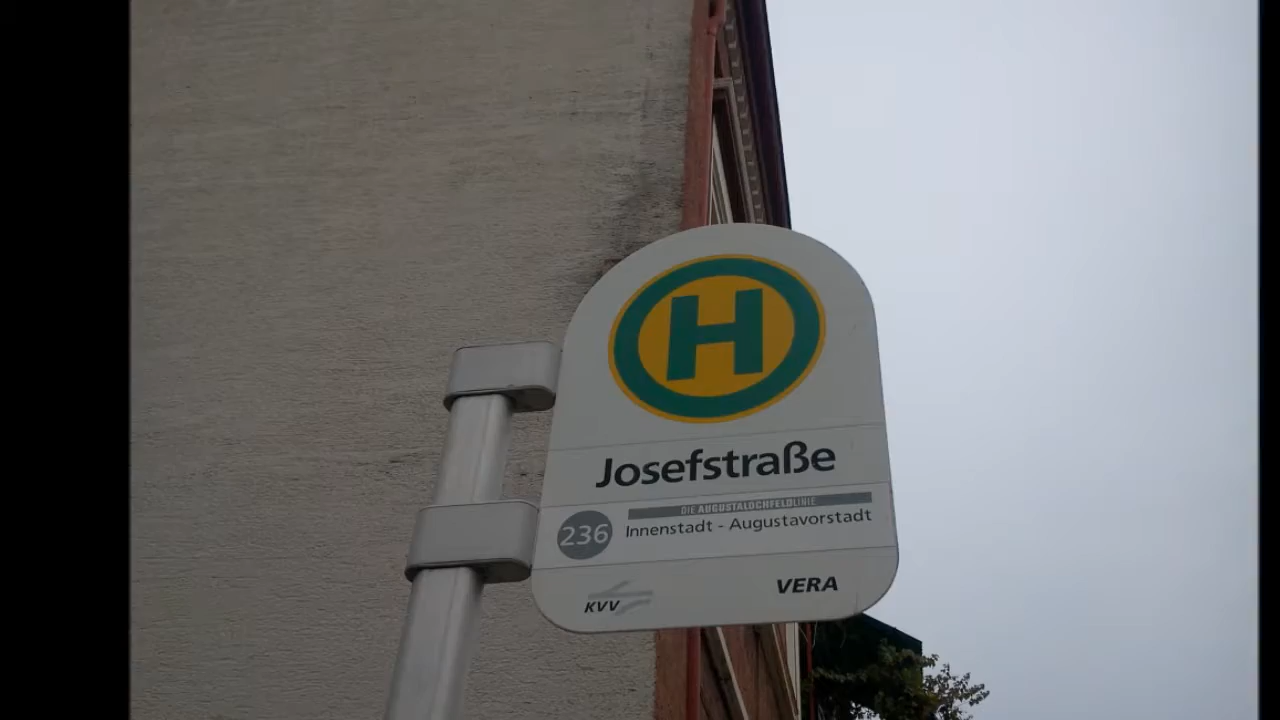 H
Josefstraße
DIE AUGUSTALOCHFELDLINIE
236 Innenstadt - Augustavorstadt
KVV VERA